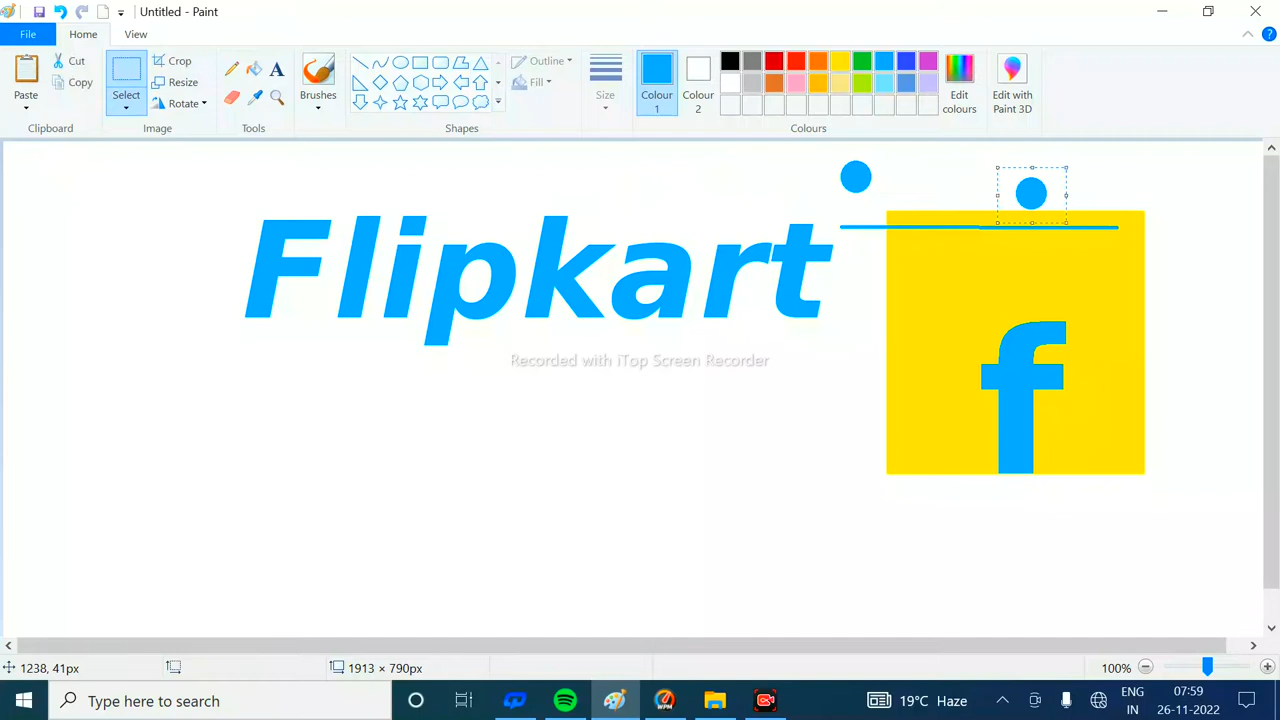 Untitled - Paint
File
Home
View
Paste
Cut
Copy
Clipboard
Select
Crop
Resize
Rotate
Image
Tools
Brushes
Outline
Fill
Shapes
Size
Colour
1
Colour
2
Edit
colours
Colours
Edit with
Paint 3D
Flipkart
f
Recorded with iTop Screen Recorder
1238, 41px
1913 × 790px
100%
Type here to search
WPM
19°C Haze
ENG
IN
07:59
26-11-2022